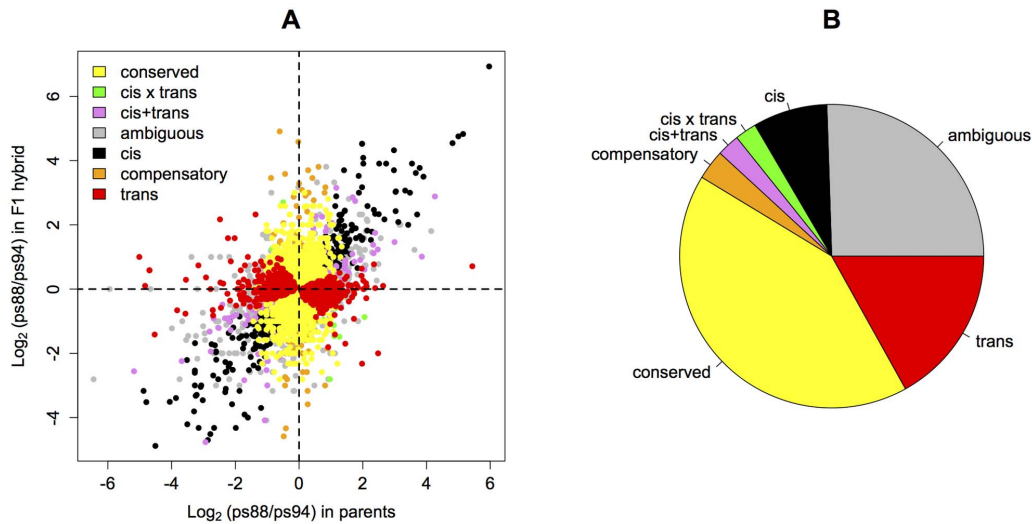 A
Log₂ (ps88/ps94) in F1 hybrid
6
4
2
0
-2
-4
conserved
cis x trans
cis+trans
ambiguous
cis
compensatory
trans
-6
-4
-2
0
2
4
6
Log₂ (ps88/ps94) in parents
B
cis
cis x trans
cis+trans
compensatory
ambiguous
conserved
trans